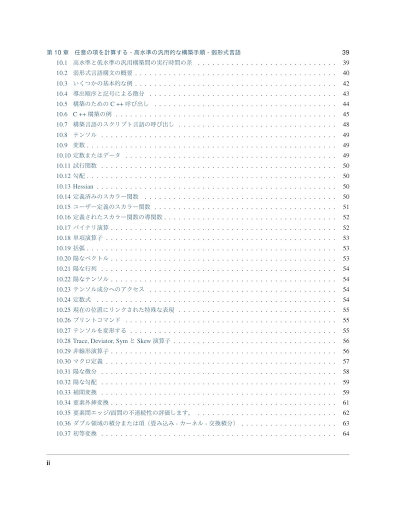 第 10 章 任意の項を計算する - 高水準の汎用的な構築手順 - 弱形式言語 39
10.1 高水準と低水準の汎用構築間の実行時間の差 39
10.2 弱形式言語構文の概要 40
10.3 いくつかの基本的な例 42
10.4 導出順序と記号による微分 43
10.5 構築のための C ++ 呼び出し 44
10.6 C ++ 構築の例 45
10.7 構築言語のスクリプト言語の呼び出し 48
10.8 テンソル 49
10.9 変数 49
10.10 定数またはデータ 49
10.11 試行関数 50
10.12 勾配 50
10.13 Hessian 50
10.14 定義済みのスカラー関数 50
10.15 ユーザー定義のスカラー関数 51
10.16 定義されたスカラー関数の導関数 52
10.17 バイナリ演算 52
10.18 単項演算子 53
10.19 括弧 53
10.20 陽なベクトル 53
10.21 陽な行列 54
10.22 陽なテンソル 54
10.23 テンソル成分へのアクセス 54
10.24 定数式 54
10.25 現在の位置にリンクされた特殊な表現 55
10.26 プリントコマンド 55
10.27 テンソルを変形する 55
10.28 Trace, Deviator, Sym と Skew 演算子 56
10.29 非線形演算子 56
10.30 マクロ定義 57
10.31 陽な微分 58
10.32 陽な勾配 59
10.33 補間変換 59
10.34 要素外挿変換 61
10.35 要素間エッジ/面間の不連続性の評価します。 62
10.36 ダブル領域の積分または項（畳み込み - カーネル - 交換積分） 63
10.37 初等変換 64
ii